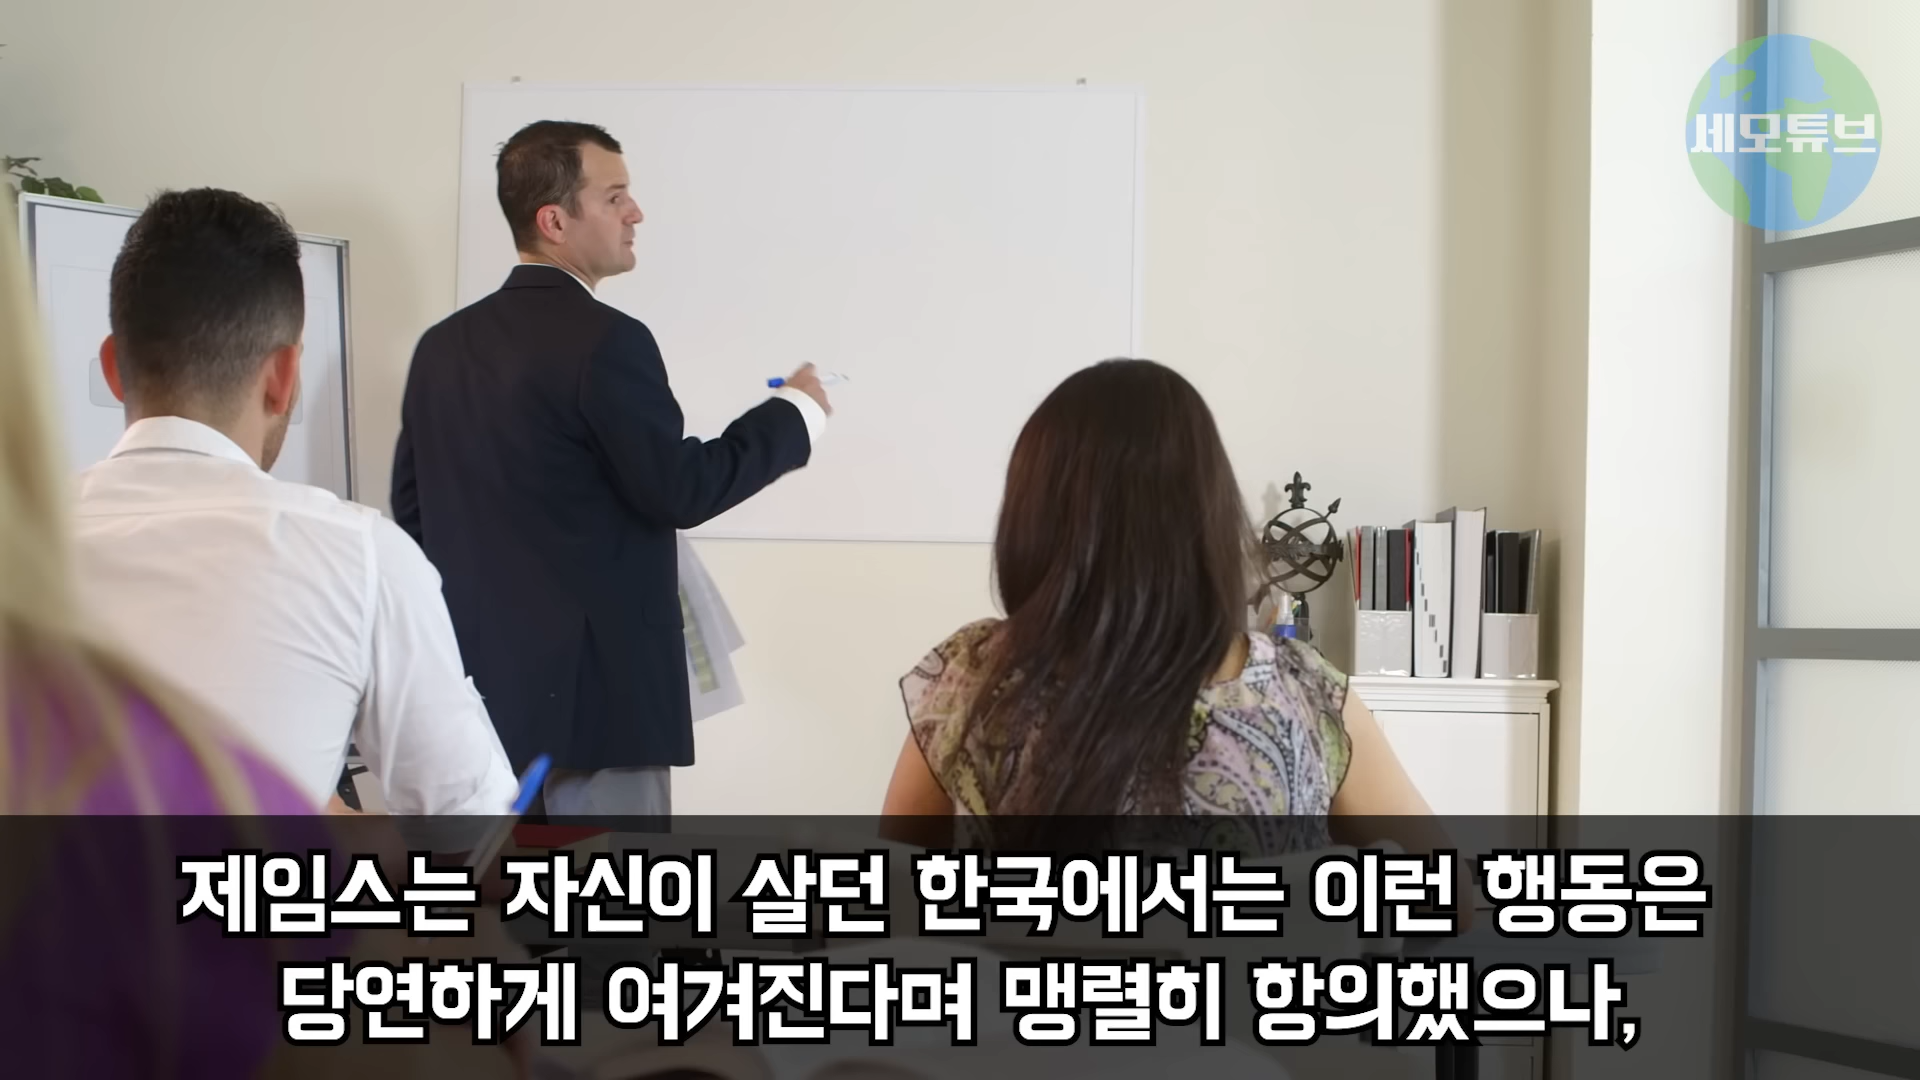 세모튜브
제임스는 자신이 살던 한국에서는 이런 행동은
당연하게 여겨진다며 맹렬히 항의했으나,